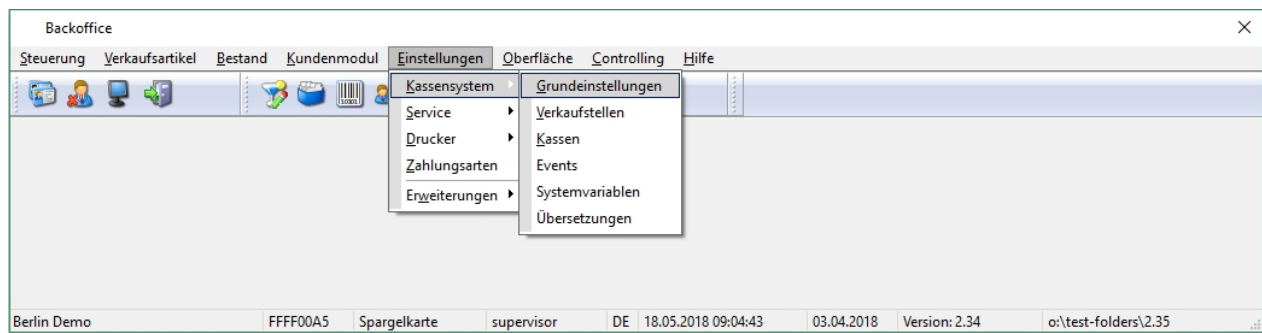 Backoffice
Steuerung Verkaufsartikel Bestand Kundenmodul Einstellungen Oberfläche Controlling Hilfe
Kassensystem Grundeinstellungen
Service Verkaufstellen
Drucker Kassen
Zahlungsarten Events
Erweiterungen Systemvariablen
Übersetzungen
Berlin Demo FFFF00A5 Spargelkarte supervisor DE 18.05.2018 09:04:43 03.04.2018 Version: 2.34 o:\test-folders\2.35